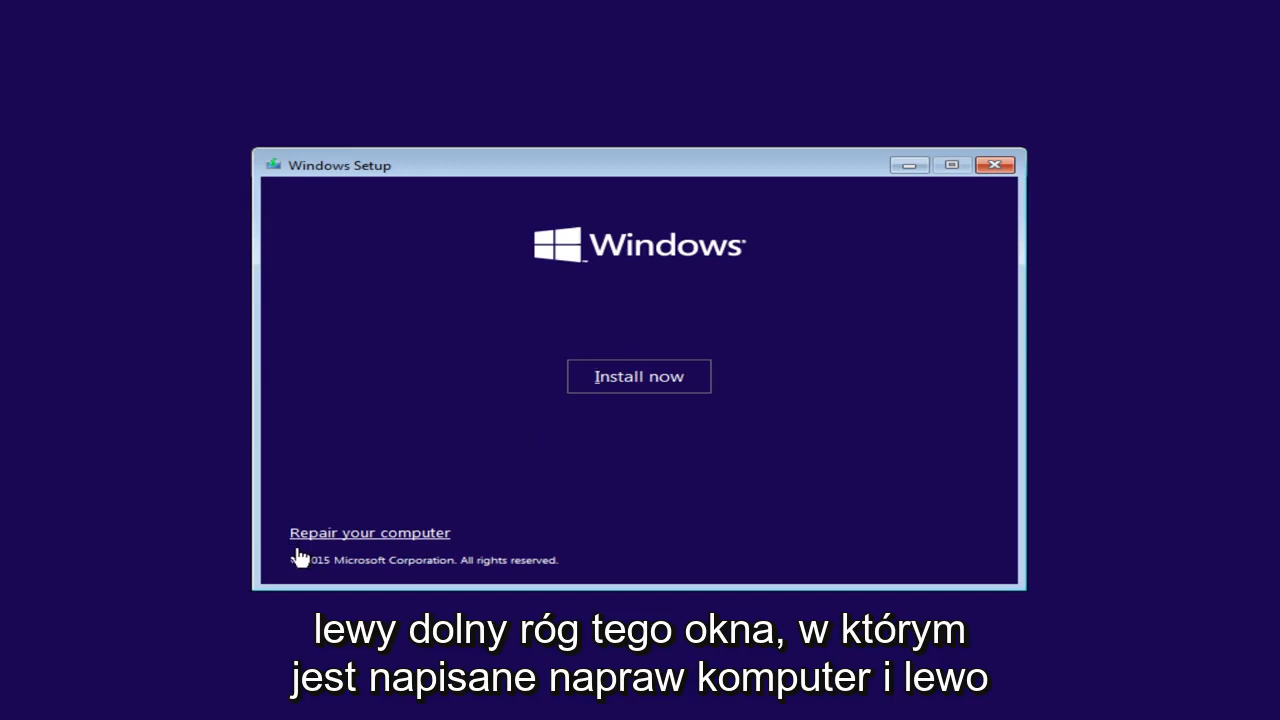 Windows Setup
Windows
Install now
Repair your computer
015 Microsoft Corporation. All rights reserved.
lewy dolny róg tego okna, w którym
jest napisane napraw komputer i lewo